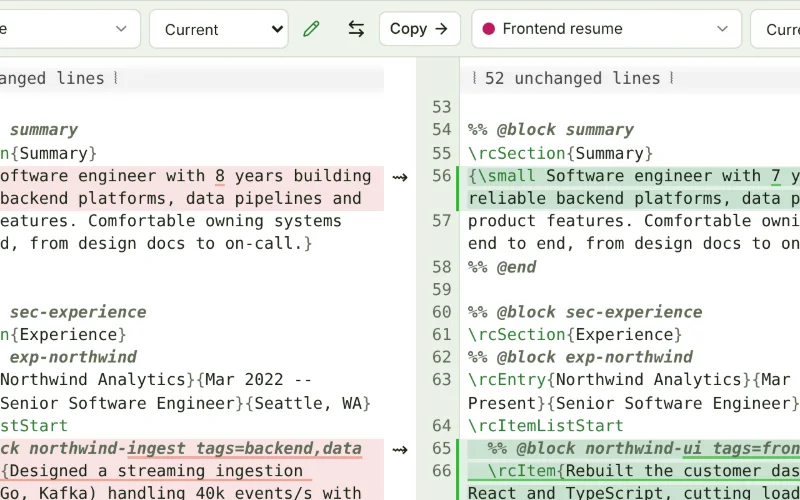 e Current Copy → Frontend resume Curre
anged lines
summary
n{Summary}
oftware engineer with 8 years building
backend platforms, data pipelines and
eatures. Comfortable owning systems
d, from design docs to on-call.}
sec-experience
n{Experience}
exp-northwind
Northwind Analytics}{Mar 2022 --
Senior Software Engineer}{Seattle, WA}
stStart
ck northwind-ingest tags=backend,data
{Designed a streaming ingestion
Go, Kafka) handling 40k events/s with
52 unchanged lines
53
54 %% @block summary
55 \rcSection{Summary}
56 {\small Software engineer with 7 y
reliable backend platforms, data p
57 product features. Comfortable owni
end to end, from design docs to on
58 %% @end
59
60 %% @block sec-experience
61 \rcSection{Experience}
62 %% @block exp-northwind
63 \rcEntry{Northwind Analytics}{Mar
Present}{Senior Software Engineer}
64 \rcItemListStart
65 %% @block northwind-ui tags=fron
66 \rcItem{Rebuilt the customer das
React and TypeScript, cutting load